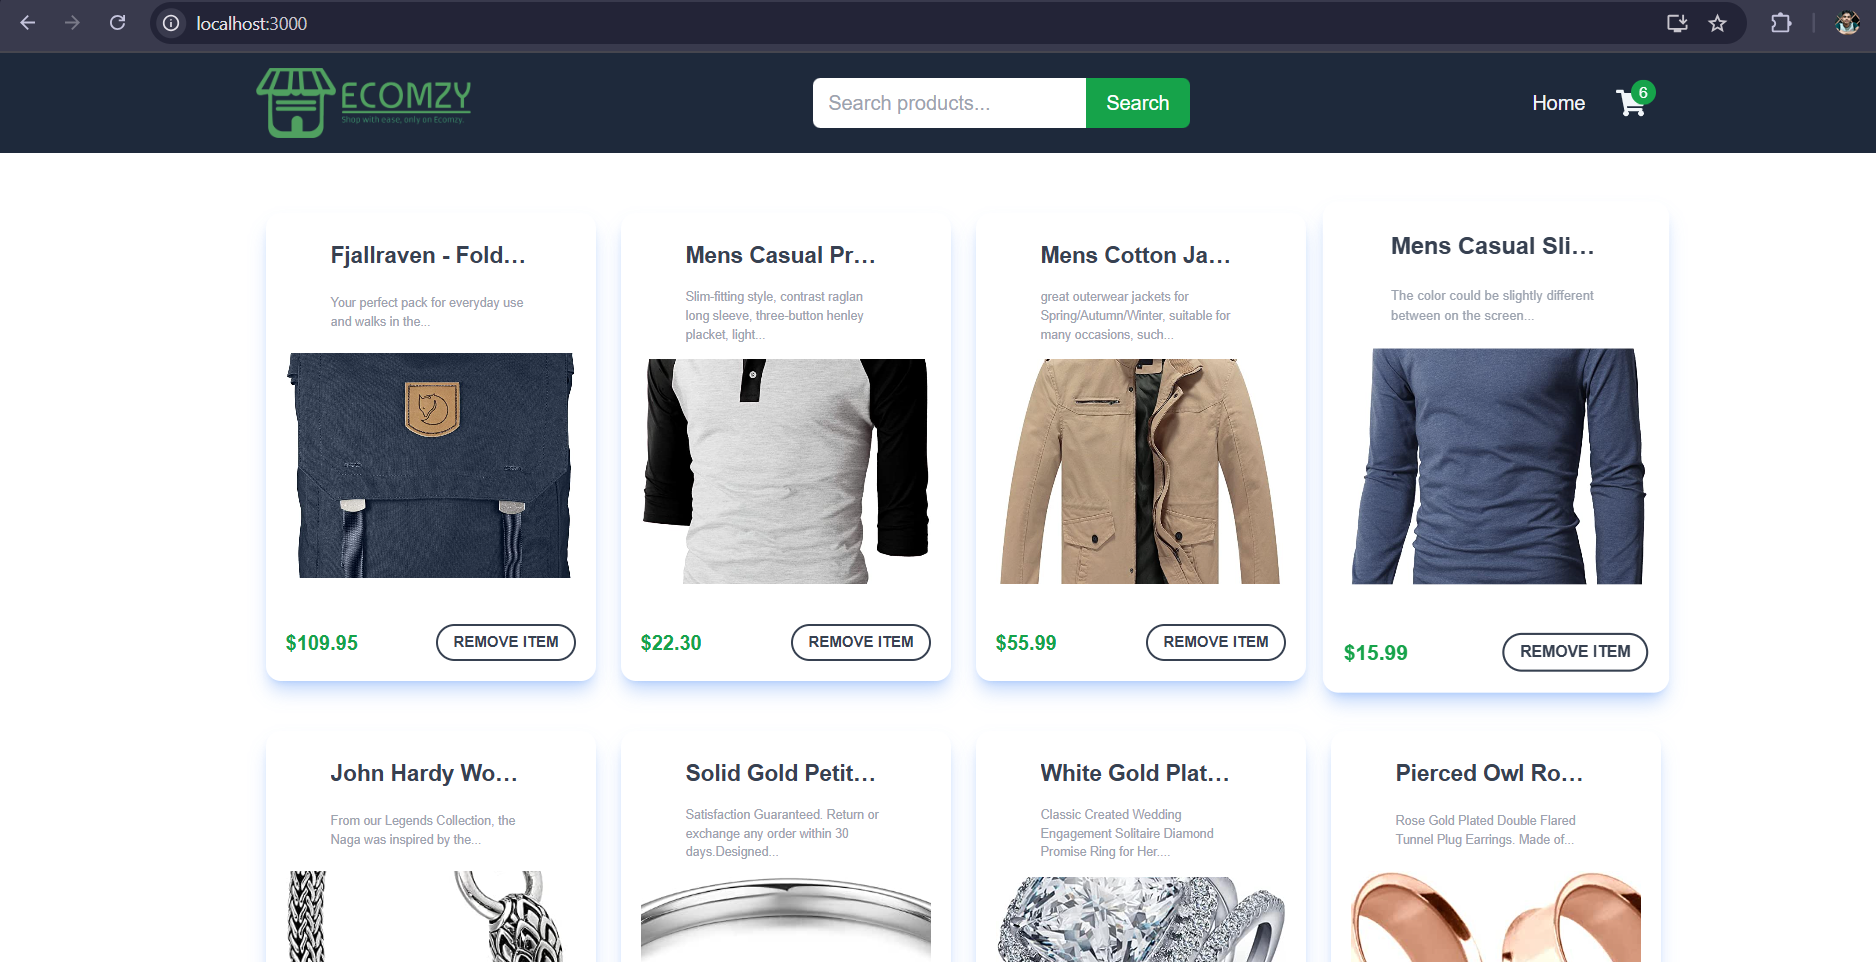 localhost:3000
ECOMZY
Shop with ease, only on Ecomzy.
Search products...
Search
Home
6
Fjallraven - Fold...
Your perfect pack for everyday use
and walks in the...
$109.95
REMOVE ITEM
Mens Casual Pr...
Slim-fitting style, contrast raglan
long sleeve, three-button henley
placket, light...
$22.30
REMOVE ITEM
Mens Cotton Ja...
great outerwear jackets for
Spring/Autumn/Winter, suitable for
many occasions, such...
$55.99
REMOVE ITEM
Mens Casual Sli...
The color could be slightly different
between on the screen...
$15.99
REMOVE ITEM
John Hardy Wo...
From our Legends Collection, the
Naga was inspired by the...
Solid Gold Petit...
Satisfaction Guaranteed. Return or
exchange any order within 30
days.Designed...
White Gold Plat...
Classic Created Wedding
Engagement Solitaire Diamond
Promise Ring for Her....
Pierced Owl Ro...
Rose Gold Plated Double Flared
Tunnel Plug Earrings. Made of...